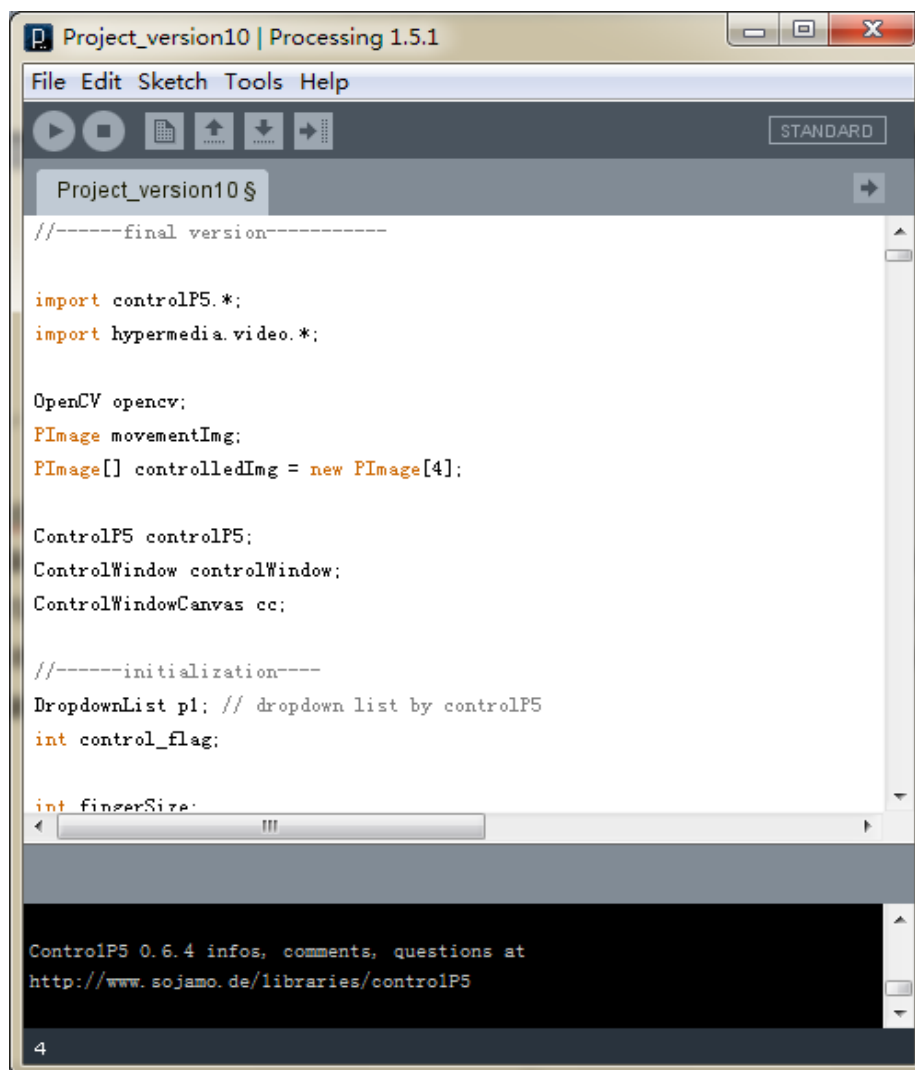 Project_version10 | Processing 1.5.1
File Edit Sketch Tools Help
STANDARD
Project_version10 §
//------final version-----------
import controlP5.*;
import hypermedia.video.*;
OpenCV opencv;
PImage movementImg;
PImage[] controlledImg = new PImage[4];
ControlP5 controlP5;
ControlWindow controlWindow;
ControlWindowCanvas cc;
//------initialization----
DropdownList p1; // dropdown list by controlP5
int control_flag;
int fingerSize;
ControlP5 0.6.4 infos, comments, questions at
http://www.sojamo.de/libraries/controlP5
4